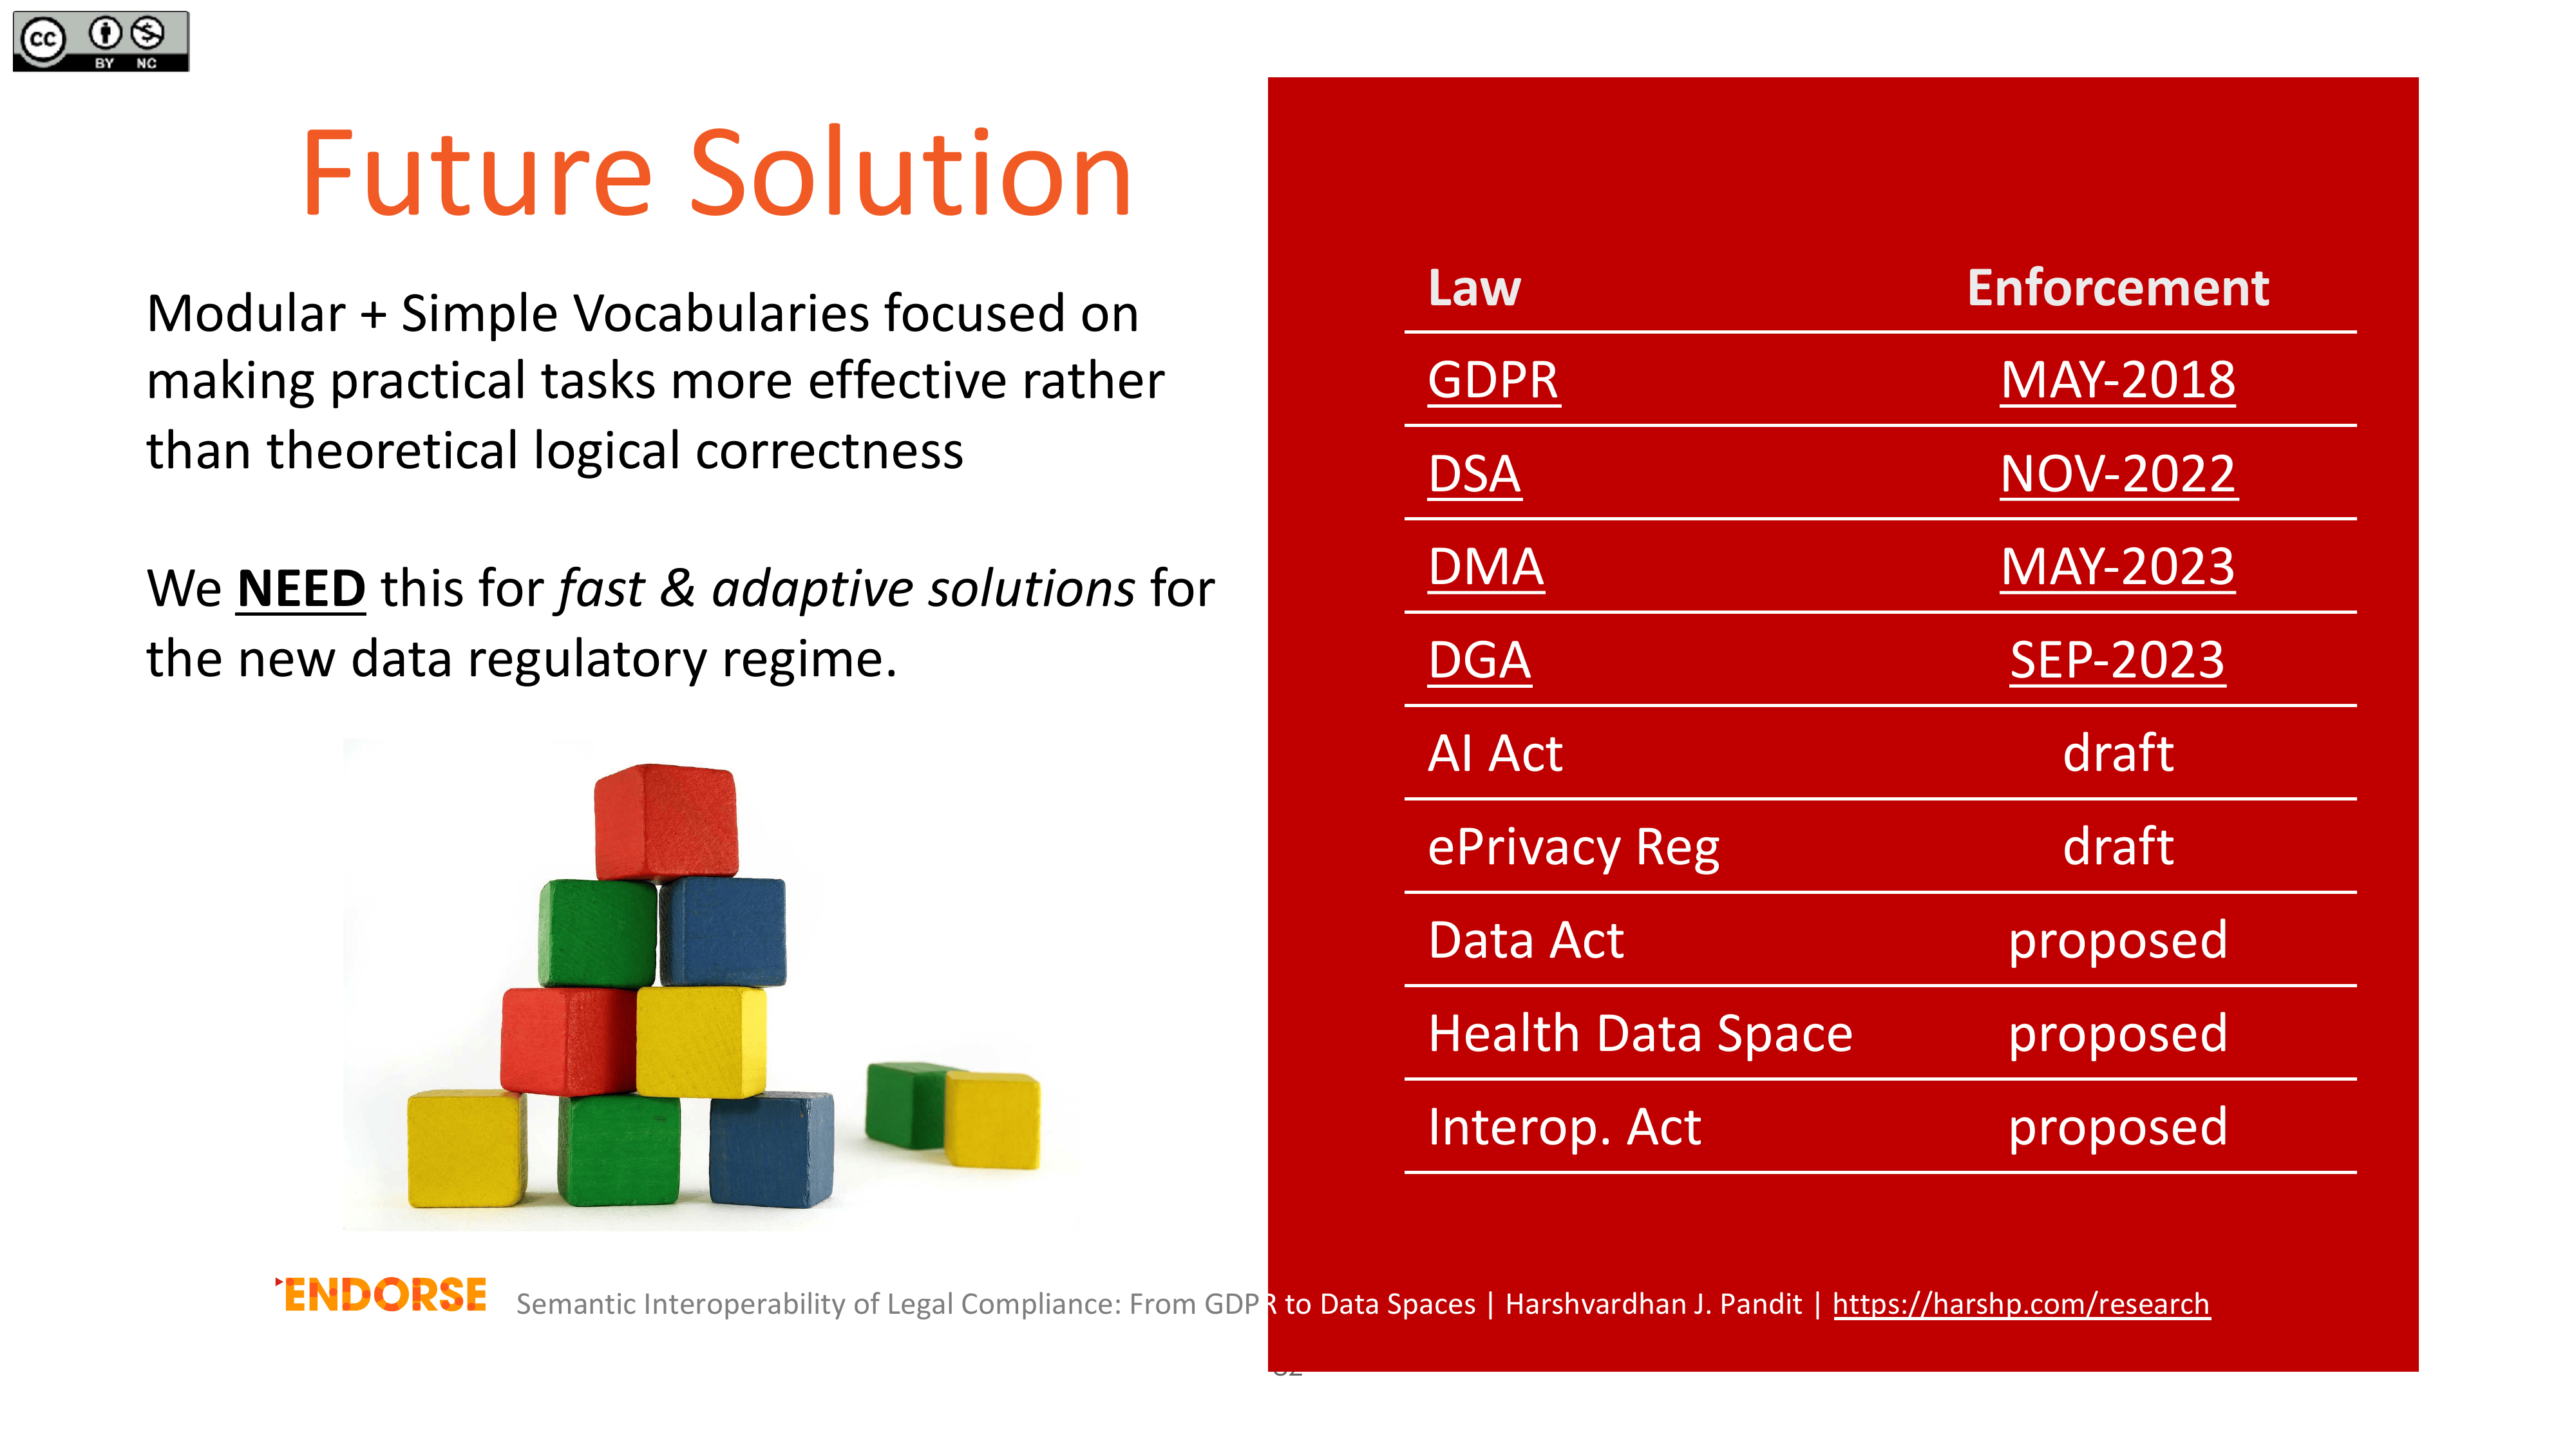 cc BY NC
Future Solution
Modular + Simple Vocabularies focused on
making practical tasks more effective rather
than theoretical logical correctness
We NEED this for fast & adaptive solutions for
the new data regulatory regime.
Law Enforcement
GDPR MAY-2018
DSA NOV-2022
DMA MAY-2023
DGA SEP-2023
AI Act draft
ePrivacy Reg draft
Data Act proposed
Health Data Space proposed
Interop. Act proposed
ENDORSE
Semantic Interoperability of Legal Compliance: From GDPR to Data Spaces | Harshvardhan J. Pandit | https://harshp.com/research